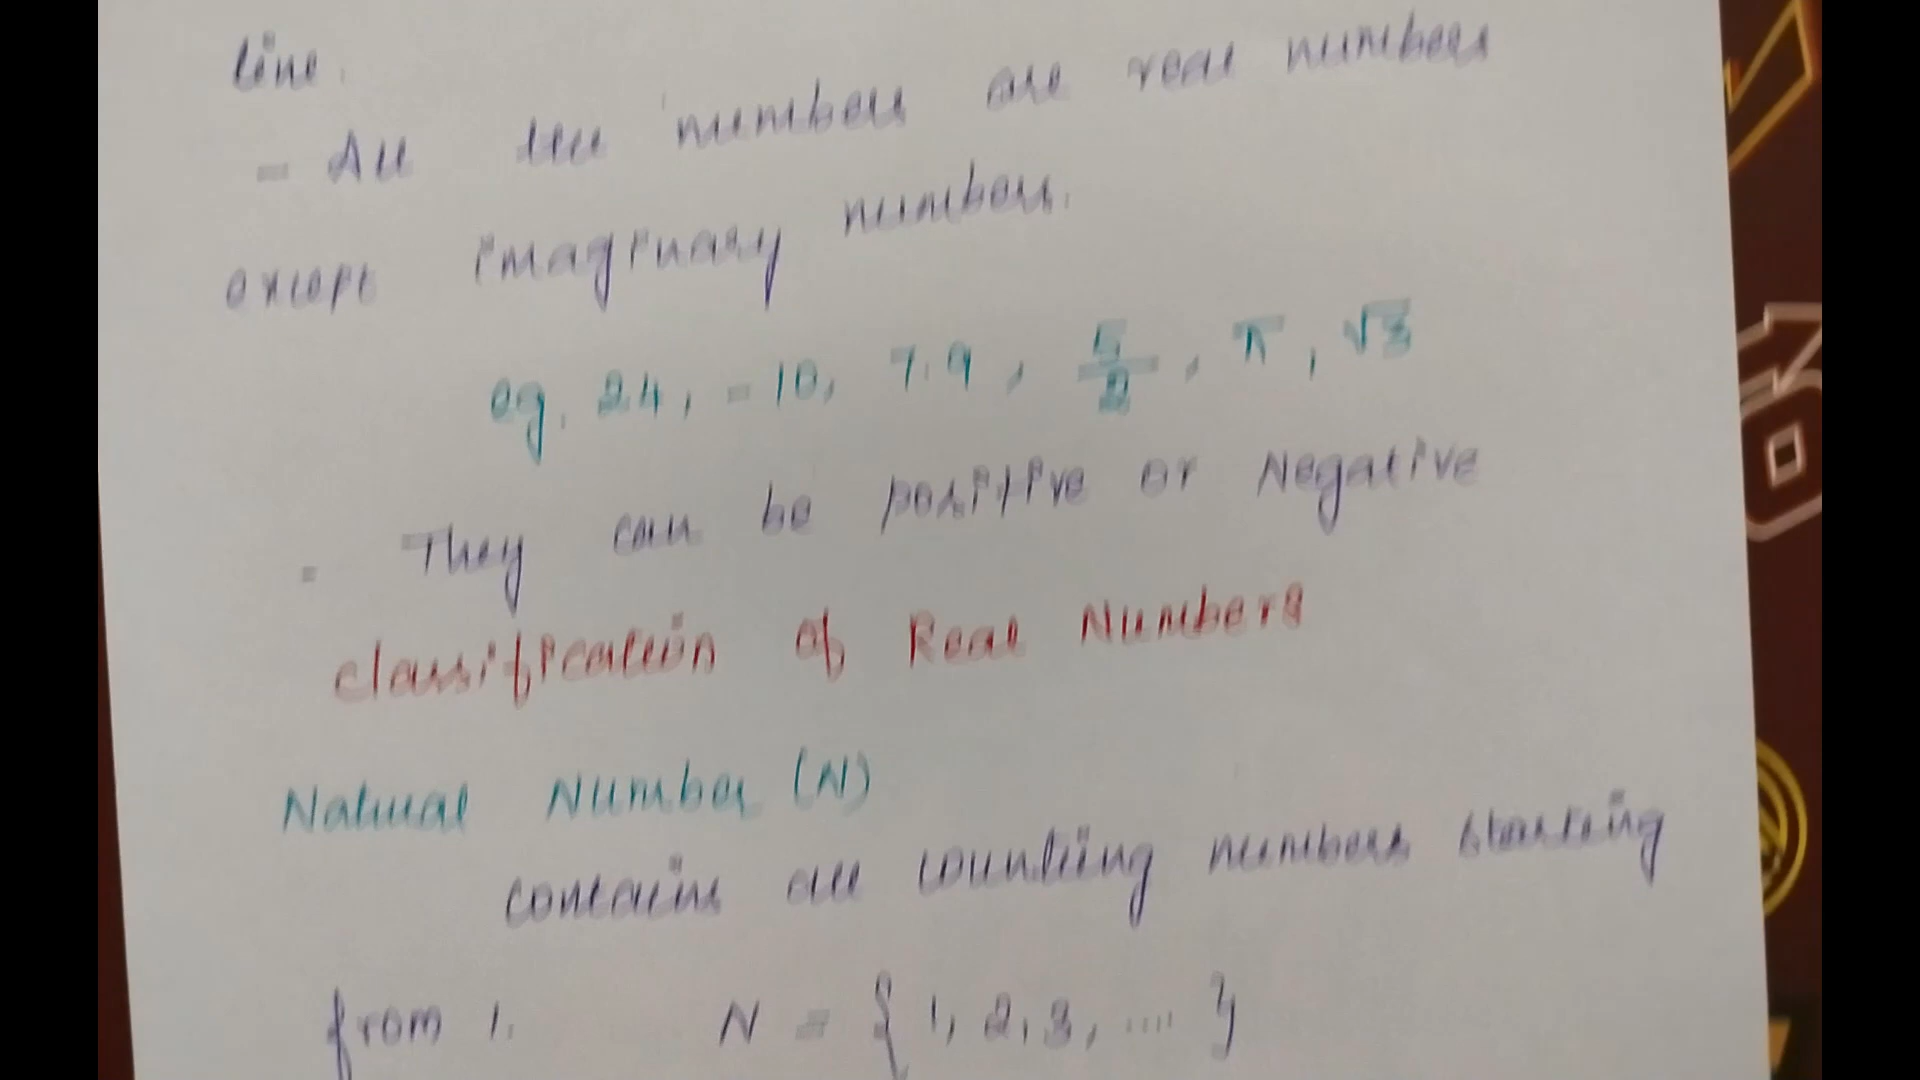 line.
- All the numbers are real numbers
except imaginary numbers.
eg. 24, -10, 7.9, 5/2, π, √3
- They can be positive or Negative
classification of Real Numbers
Natural Number (N)
contains all counting numbers starting
from 1. N = { 1, 2, 3, .... }